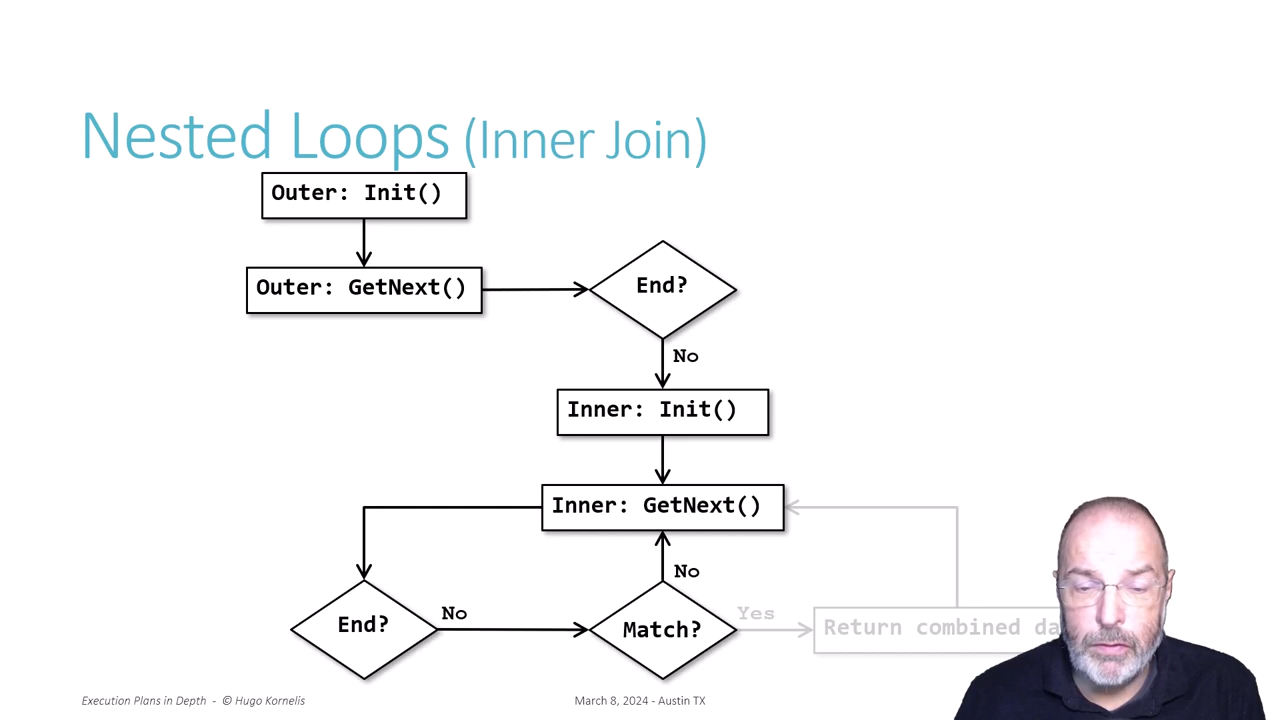 Nested Loops (Inner Join)
Outer: Init()
Outer: GetNext()
End?
No
Inner: Init()
Inner: GetNext()
No
End?
No
Match?
Yes
Return combined
Execution Plans in Depth - © Hugo Kornelis
March 8, 2024 - Austin TX